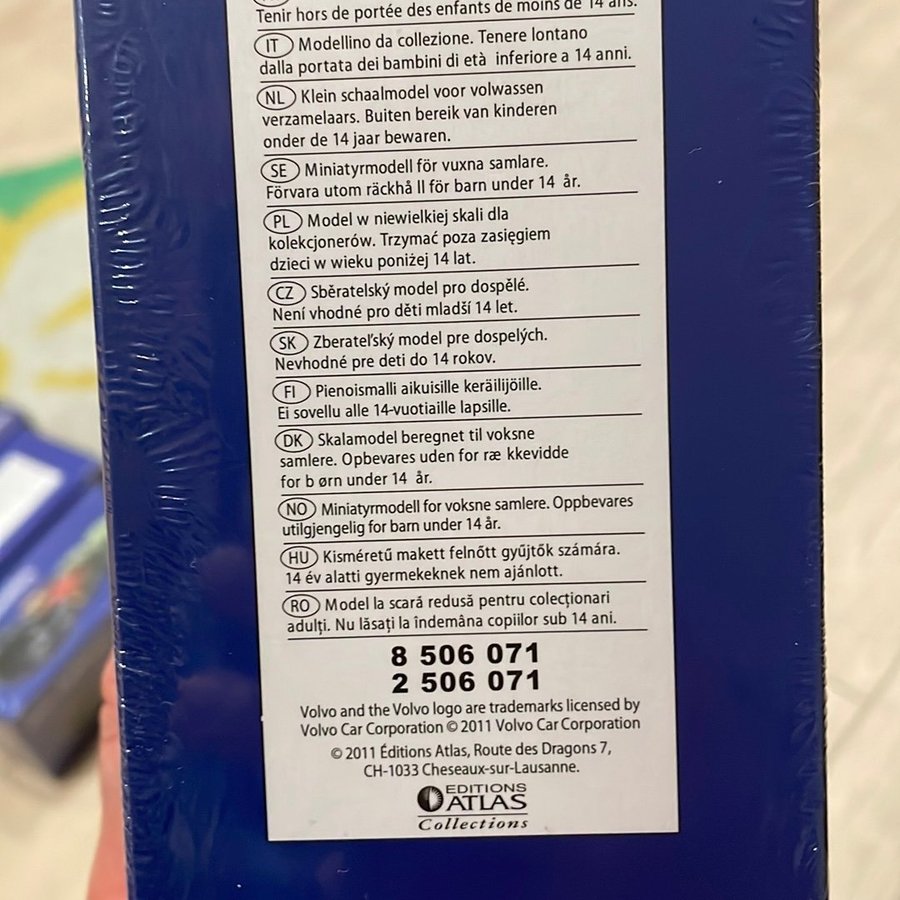 Tenir hors de portée des enfants de moins de 14 ans.
IT Modellino da collezione. Tenere lontano
dalla portata dei bambini di età inferiore a 14 anni.
NL Klein schaalmodel voor volwassen
verzamelaars. Buiten bereik van kinderen
onder de 14 jaar bewaren.
SE Miniatyrmodell för vuxna samlare.
Förvara utom räckhå ll för barn under 14 år.
PL Model w niewielkiej skali dla
kolekcjonerów. Trzymać poza zasięgiem
dzieci w wieku poniżej 14 lat.
CZ Sběratelský model pro dospělé.
Není vhodné pro děti mladší 14 let.
SK Zberateľský model pre dospelých.
Nevhodné pre deti do 14 rokov.
FI Pienoismalli aikuisille keräilijöille.
Ei sovellu alle 14-vuotiaille lapsille.
DK Skalamodel beregnet til voksne
samlere. Opbevares uden for ræ kkevidde
for b ørn under 14 år.
NO Miniatyrmodell for voksne samlere. Oppbevares
utilgjengelig for barn under 14 år.
HU Kisméretű makett felnőtt gyűjtők számára.
14 év alatti gyermekeknek nem ajánlott.
RO Model la scară redusă pentru colecționari
adulți. Nu lăsați la îndemâna copiilor sub 14 ani.
8 506 071
2 506 071
Volvo and the Volvo logo are trademarks licensed by
Volvo Car Corporation © 2011 Volvo Car Corporation
© 2011 Éditions Atlas, Route des Dragons 7,
CH-1033 Cheseaux-sur-Lausanne.
EDITIONS
ATLAS
Collections